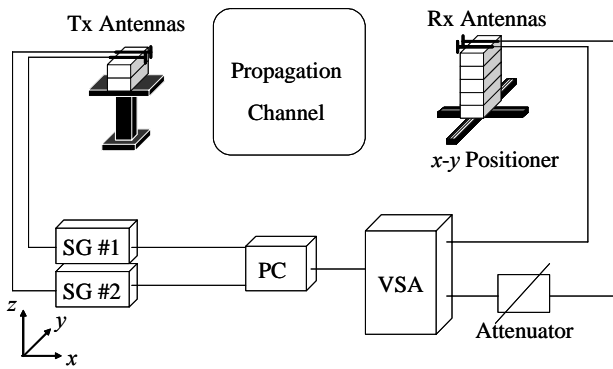 Tx Antennas
Rx Antennas
Propagation
Channel
x-y Positioner
SG #1
SG #2
PC
VSA
Attenuator
z
y
x